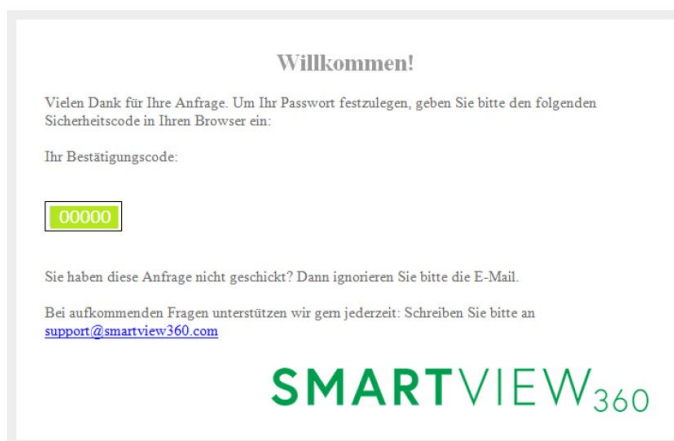 Willkommen!
Vielen Dank für Ihre Anfrage. Um Ihr Passwort festzulegen, geben Sie bitte den folgenden
Sicherheitscode in Ihren Browser ein:
Ihr Bestätigungscode:
00000
Sie haben diese Anfrage nicht geschickt? Dann ignorieren Sie bitte die E-Mail.
Bei aufkommenden Fragen unterstützen wir gern jederzeit: Schreiben Sie bitte an
support@smartview360.com
SMARTVIEW360